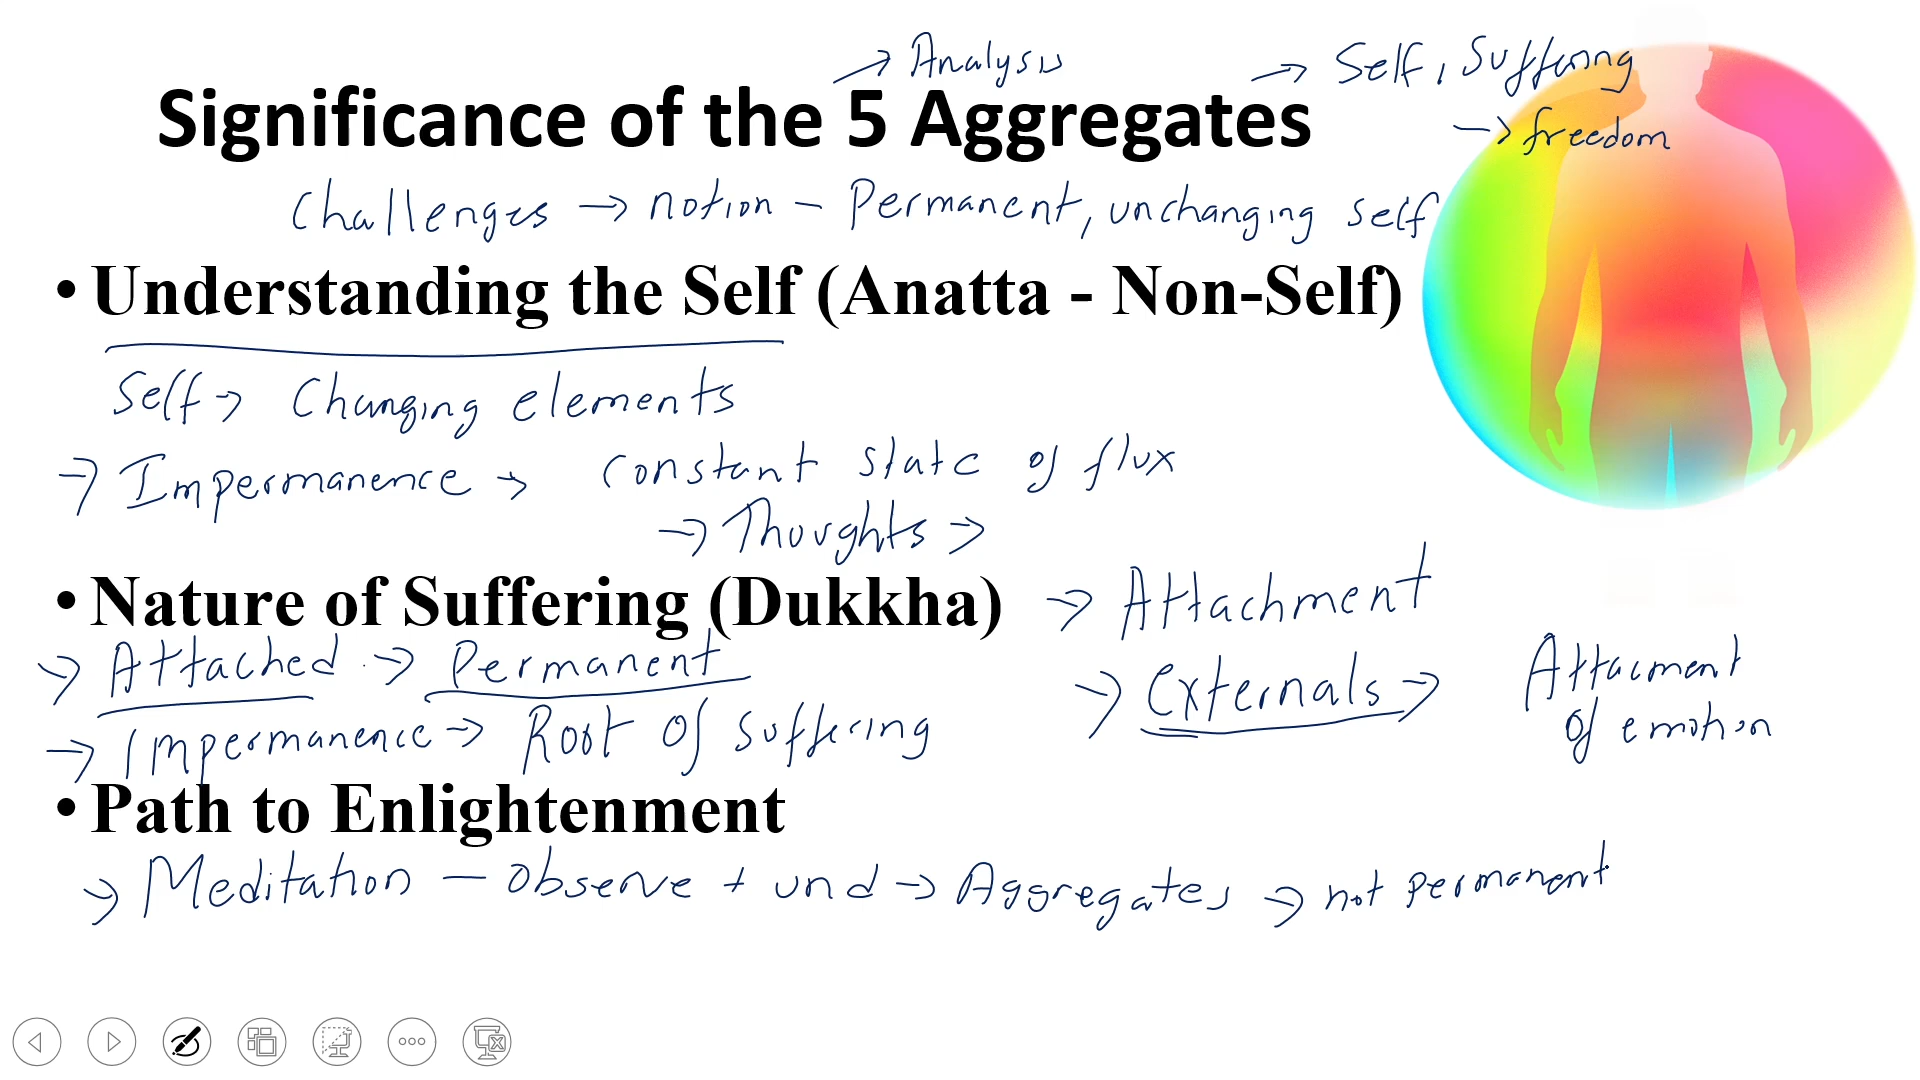 → Analysis
→ Self, Suffering
Significance of the 5 Aggregates
→ freedom
Challenges → notion - Permanent, unchanging self
• Understanding the Self (Anatta - Non-Self)
Self → Changing elements
→ Impermanence → constant state of flux
→ Thoughts →
• Nature of Suffering (Dukkha) → Attachment
→ Attached → Permanent
→ Externals → Attacment
of emotion
→ Impermanence → Root of suffering
• Path to Enlightenment
→ Meditation - Observe + und → Aggregates → not permanent